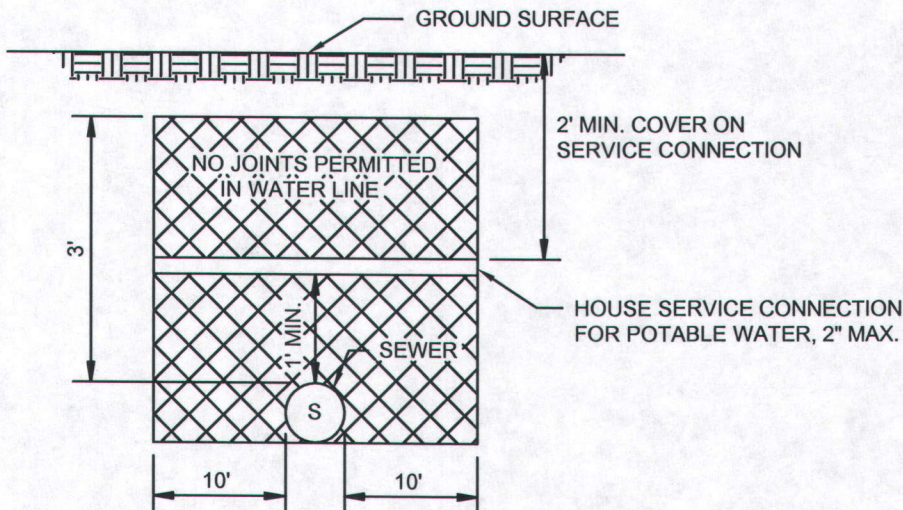 GROUND SURFACE
2' MIN. COVER ON
SERVICE CONNECTION
NO JOINTS PERMITTED
IN WATER LINE
3'
HOUSE SERVICE CONNECTION
FOR POTABLE WATER, 2" MAX.
1' MIN.
SEWER
S
10'
10'